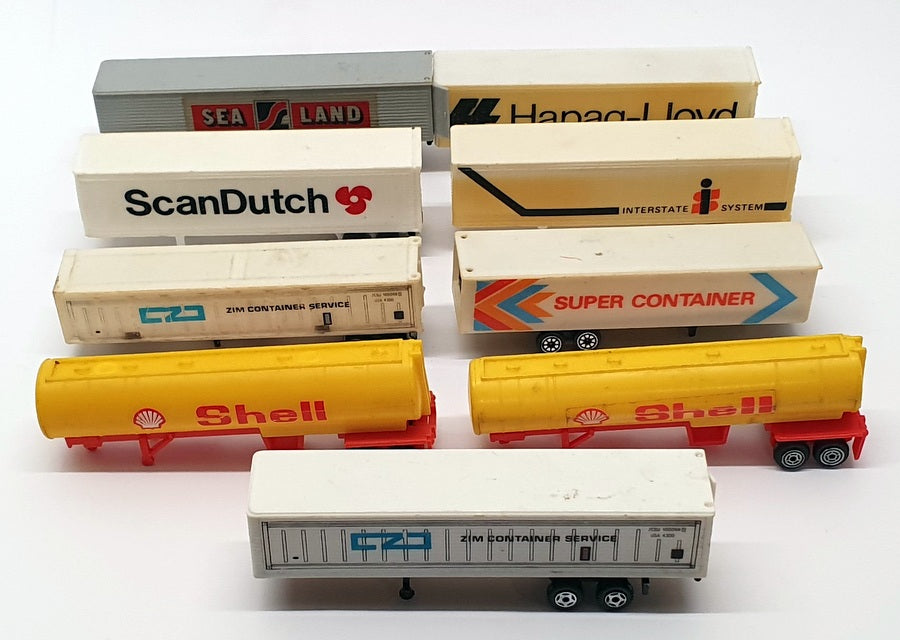 SEA LAND
Hapag-Lloyd
ScanDutch
INTERSTATE SYSTEM
ZIM CONTAINER SERVICE
SUPER CONTAINER
Shell
Shell
ZIM CONTAINER SERVICE